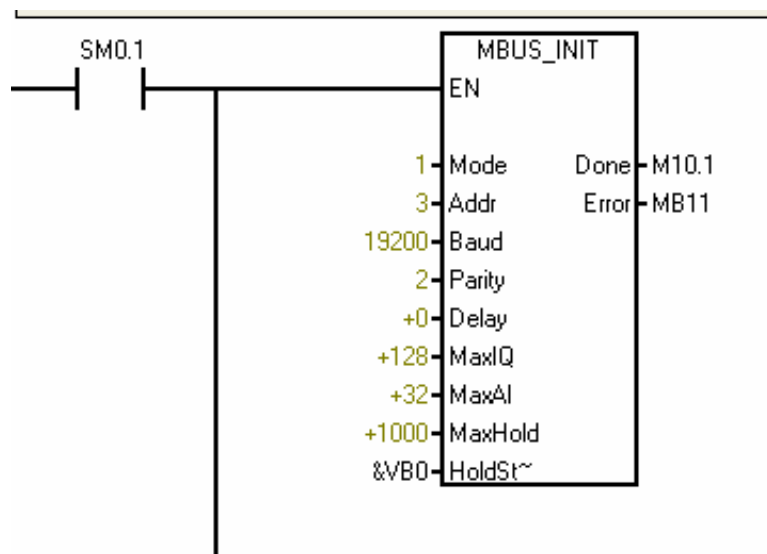 SM0.1 MBUS_INIT
EN
1 Mode Done M10.1
3 Addr Error MB11
19200 Baud
2 Parity
+0 Delay
+128 MaxIQ
+32 MaxAI
+1000 MaxHold
&VB0 HoldSt~